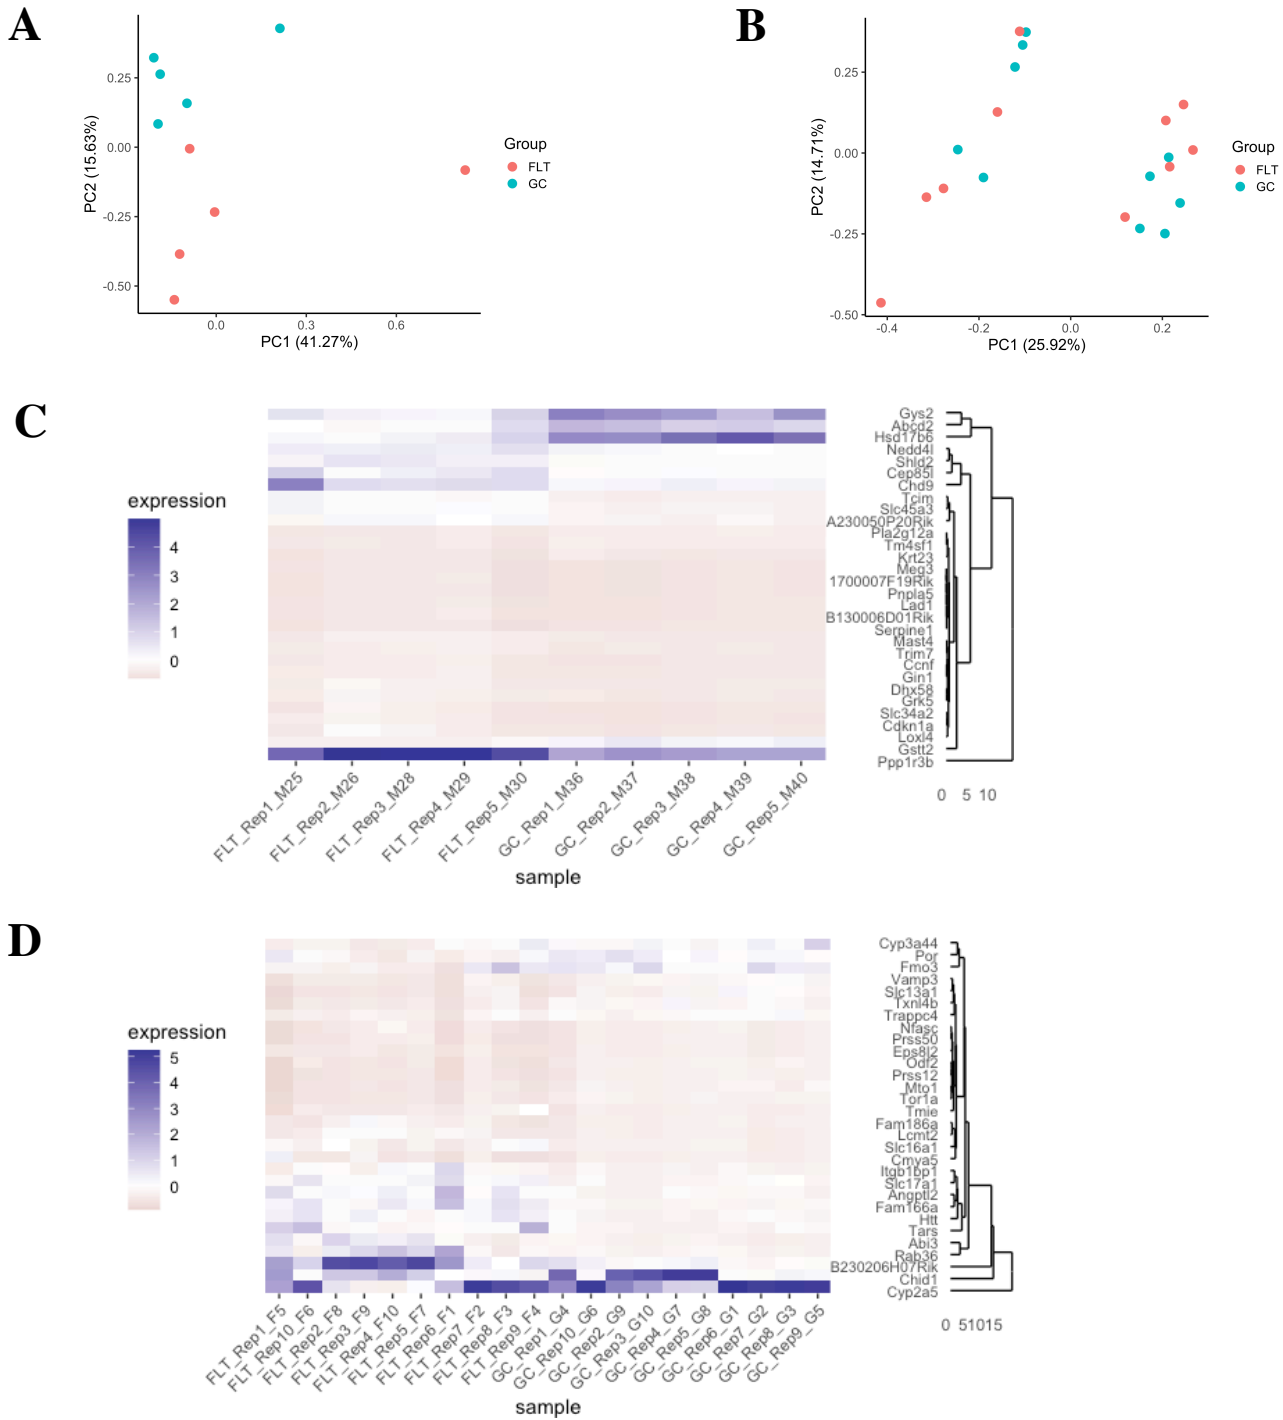 A
0.25
0.00
-0.25
-0.50
PC2 (15.63%)
0.0
0.3
0.6
PC1 (41.27%)
Group
FLT
GC
B
0.25
0.00
-0.25
-0.50
PC2 (14.71%)
-0.4
-0.2
0.0
0.2
PC1 (25.92%)
Group
FLT
GC
C
expression
4
3
2
1
0
Gys2
Abcd2
Hsd17b6
Nedd4l
Shld2
Cep85l
Chd9
Tcim
Slc45a3
A230050P20Rik
Pla2g12a
Tm4sf1
Krt23
Meg3
1700007F19Rik
Pnpla5
Lad1
B130006D01Rik
Serpine1
Mast4
Trim7
Ccnf
Gin1
Dhx58
Grk5
Slc34a2
Cdkn1a
Loxl4
Gstt2
Ppp1r3b
0 5 10
FLT_Rep1_M25
FLT_Rep2_M26
FLT_Rep3_M28
FLT_Rep4_M29
FLT_Rep5_M30
GC_Rep1_M36
GC_Rep2_M37
GC_Rep3_M38
GC_Rep4_M39
GC_Rep5_M40
sample
D
expression
5
4
3
2
1
0
Cyp3a44
Por
Fmo3
Vamp3
Slc13a1
Txnl4b
Trappc4
Nfasc
Prss50
Eps8l2
Odf2
Prss12
Mto1
Tor1a
Tmie
Fam186a
Lcmt2
Slc16a1
Cmya5
Itgb1bp1
Slc17a1
Angptl2
Fam166a
Htt
Tars
Abi3
Rab36
B230206H07Rik
Chid1
Cyp2a5
0 51015
FLT_Rep1_F5
FLT_Rep10_F6
FLT_Rep2_F8
FLT_Rep3_F9
FLT_Rep4_F10
FLT_Rep5_F7
FLT_Rep6_F1
FLT_Rep7_F2
FLT_Rep8_F3
FLT_Rep9_F4
GC_Rep1_G4
GC_Rep10_G6
GC_Rep2_G9
GC_Rep3_G10
GC_Rep4_G7
GC_Rep5_G8
GC_Rep6_G1
GC_Rep7_G2
GC_Rep8_G3
GC_Rep9_G5
sample